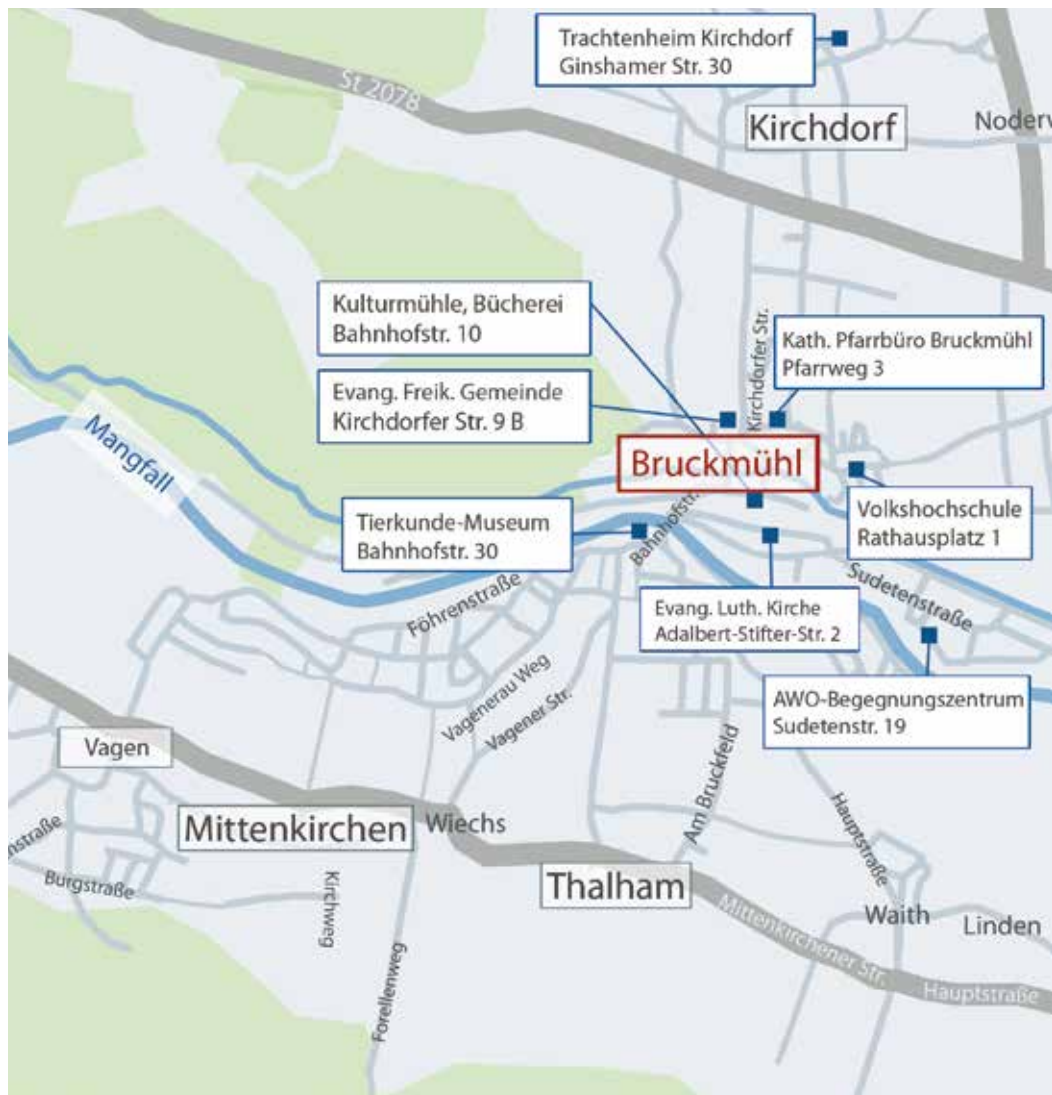 Trachtenheim Kirchdorf
Ginshamer Str. 30
St 2078
Kirchdorf
Kulturmühle, Bücherei
Bahnhofstr. 10
Kirchdorfer Str.
Kath. Pfarrbüro Bruckmühl
Pfarrweg 3
Evang. Freik. Gemeinde
Kirchdorfer Str. 9 B
Mangfall
Bruckmühl
Tierkunde-Museum
Bahnhofstr. 30
Bahnhofstr.
Volkshochschule
Rathausplatz 1
Föhrenstraße
Sudetenstraße
Evang. Luth. Kirche
Adalbert-Stifter-Str. 2
Vagenerau Weg
Vagener Str.
AWO-Begegnungszentrum
Sudetenstr. 19
Vagen
Am Bruckfeld
Hauptstraße
Mittenkirchen
Wiechs
Burgstraße
Kirchweg
Thalham
Mittenkirchener Str.
Waith
Linden
Forellenweg
Hauptstraße